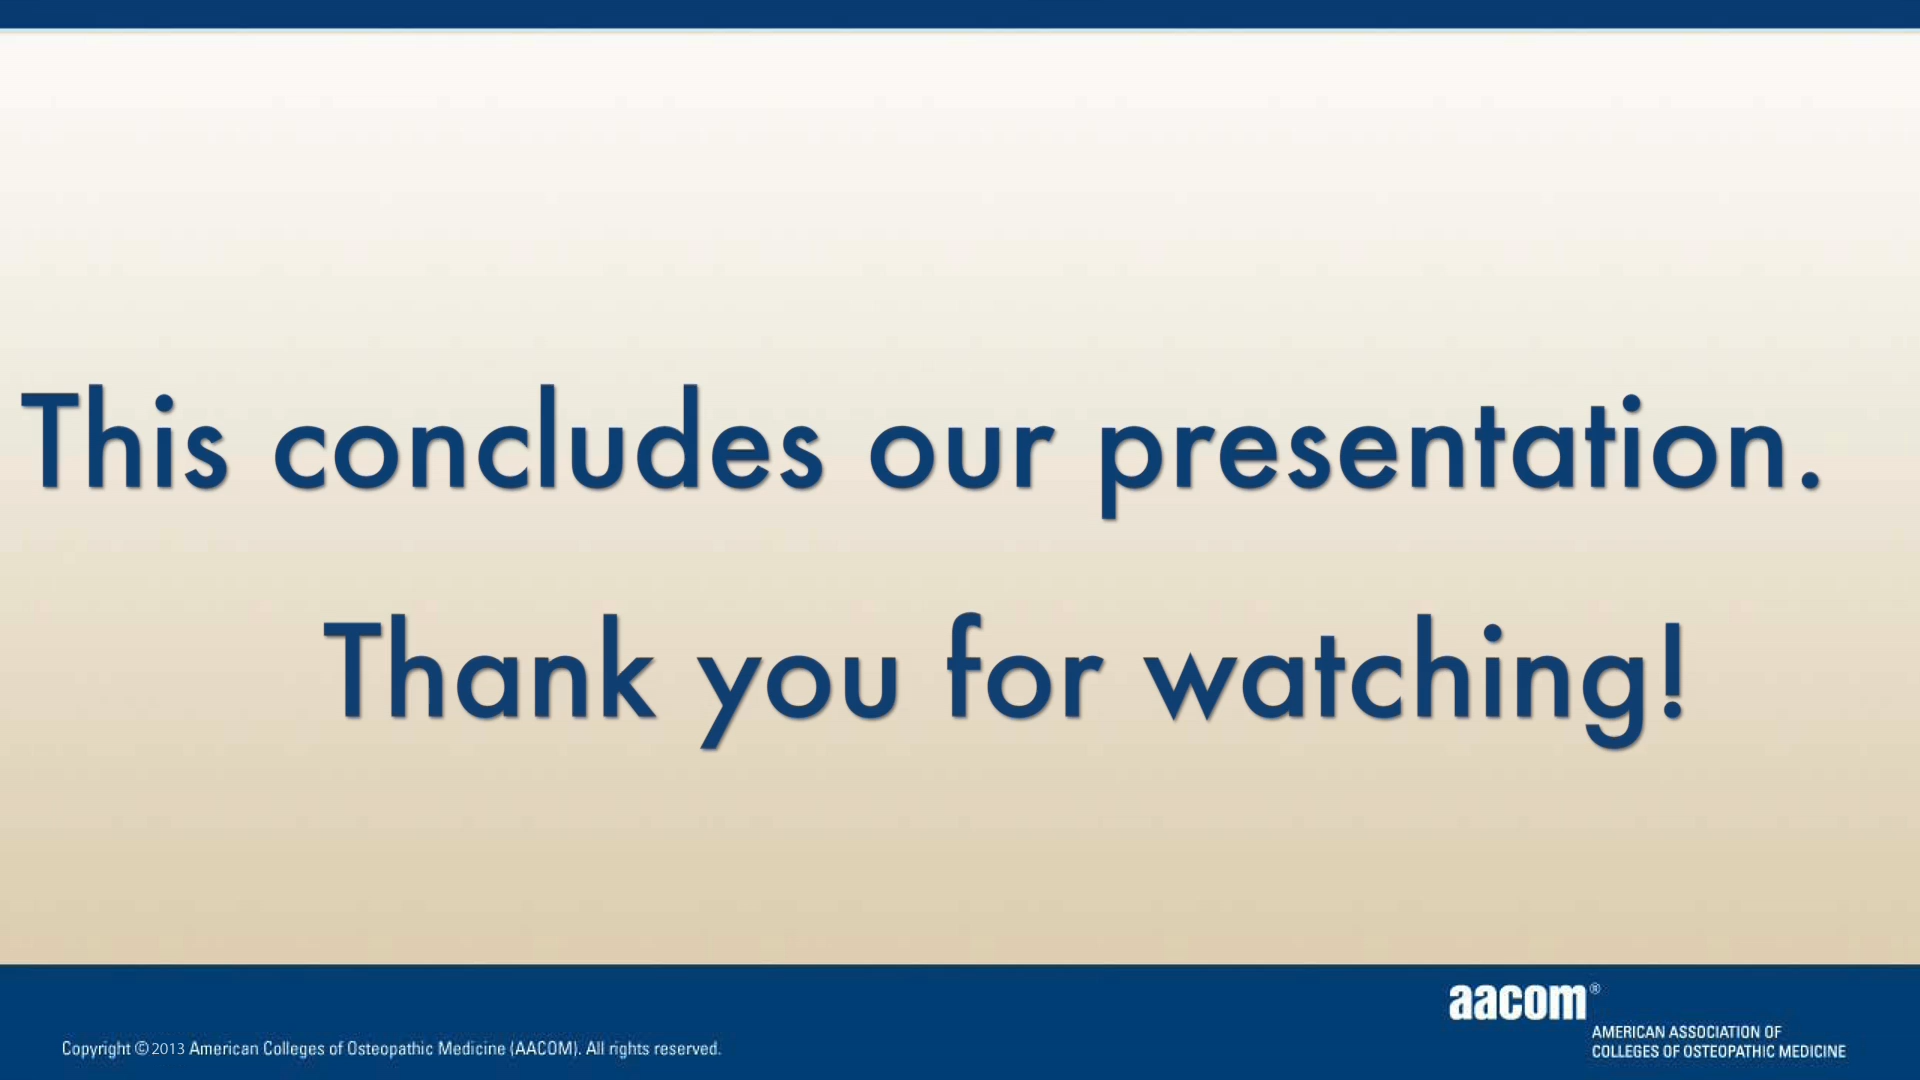 This concludes our presentation.
Thank you for watching!
aacom®
AMERICAN ASSOCIATION OF
COLLEGES OF OSTEOPATHIC MEDICINE
Copyright © 2013 American Colleges of Osteopathic Medicine (AACOM). All rights reserved.